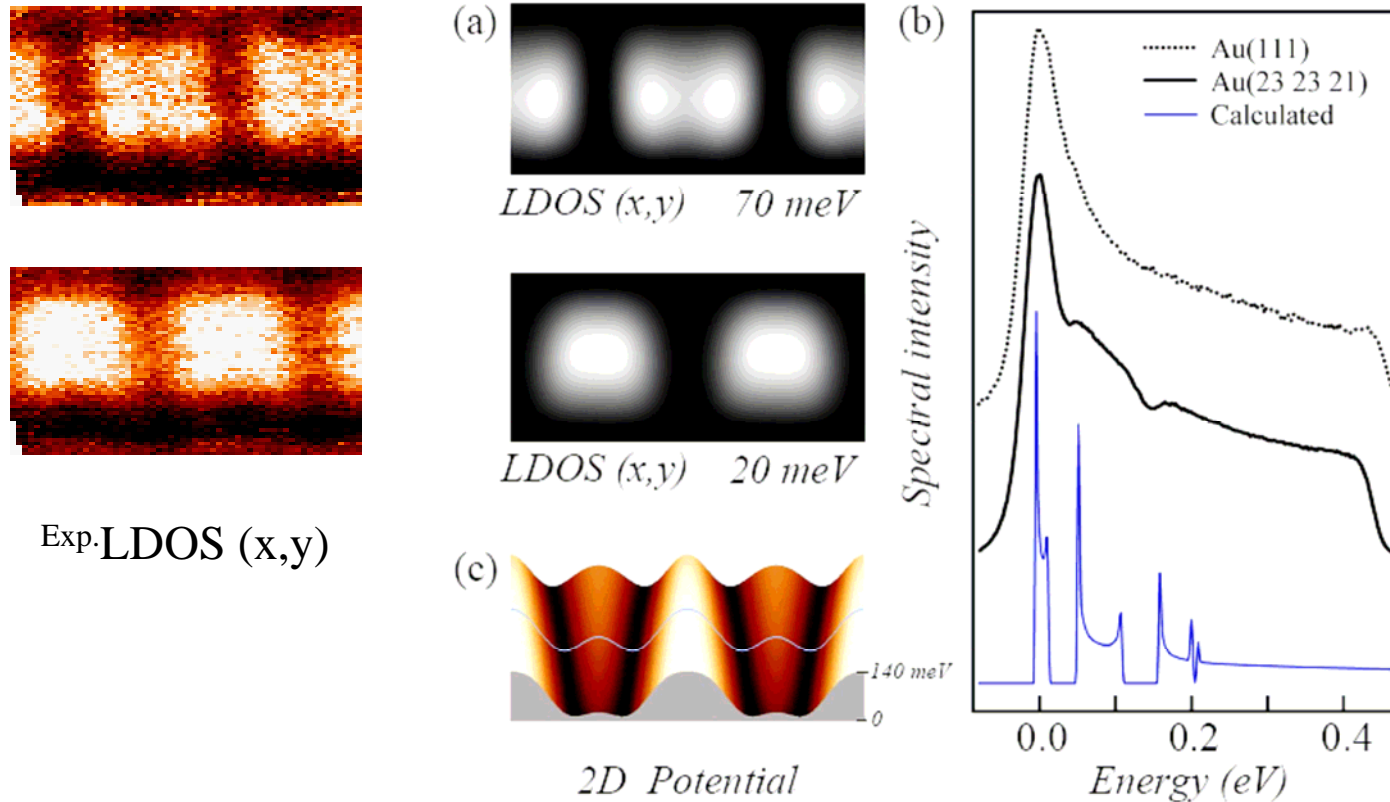 (a)
LDOS (x,y) 70 meV
LDOS (x,y) 20 meV
Exp.LDOS (x,y)
(c)
140 meV
0
2D Potential
(b)
Au(111)
Au(23 23 21)
Calculated
Spectral intensity
0.0 0.2 0.4
Energy (eV)